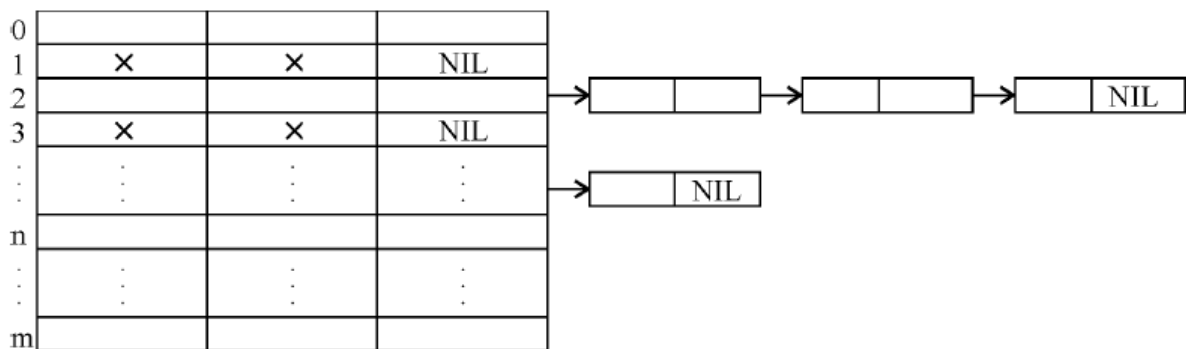 0
1 × × NIL
2 NIL
3 × × NIL
⋮ ⋮ ⋮ ⋮ NIL
n
⋮ ⋮ ⋮ ⋮
m